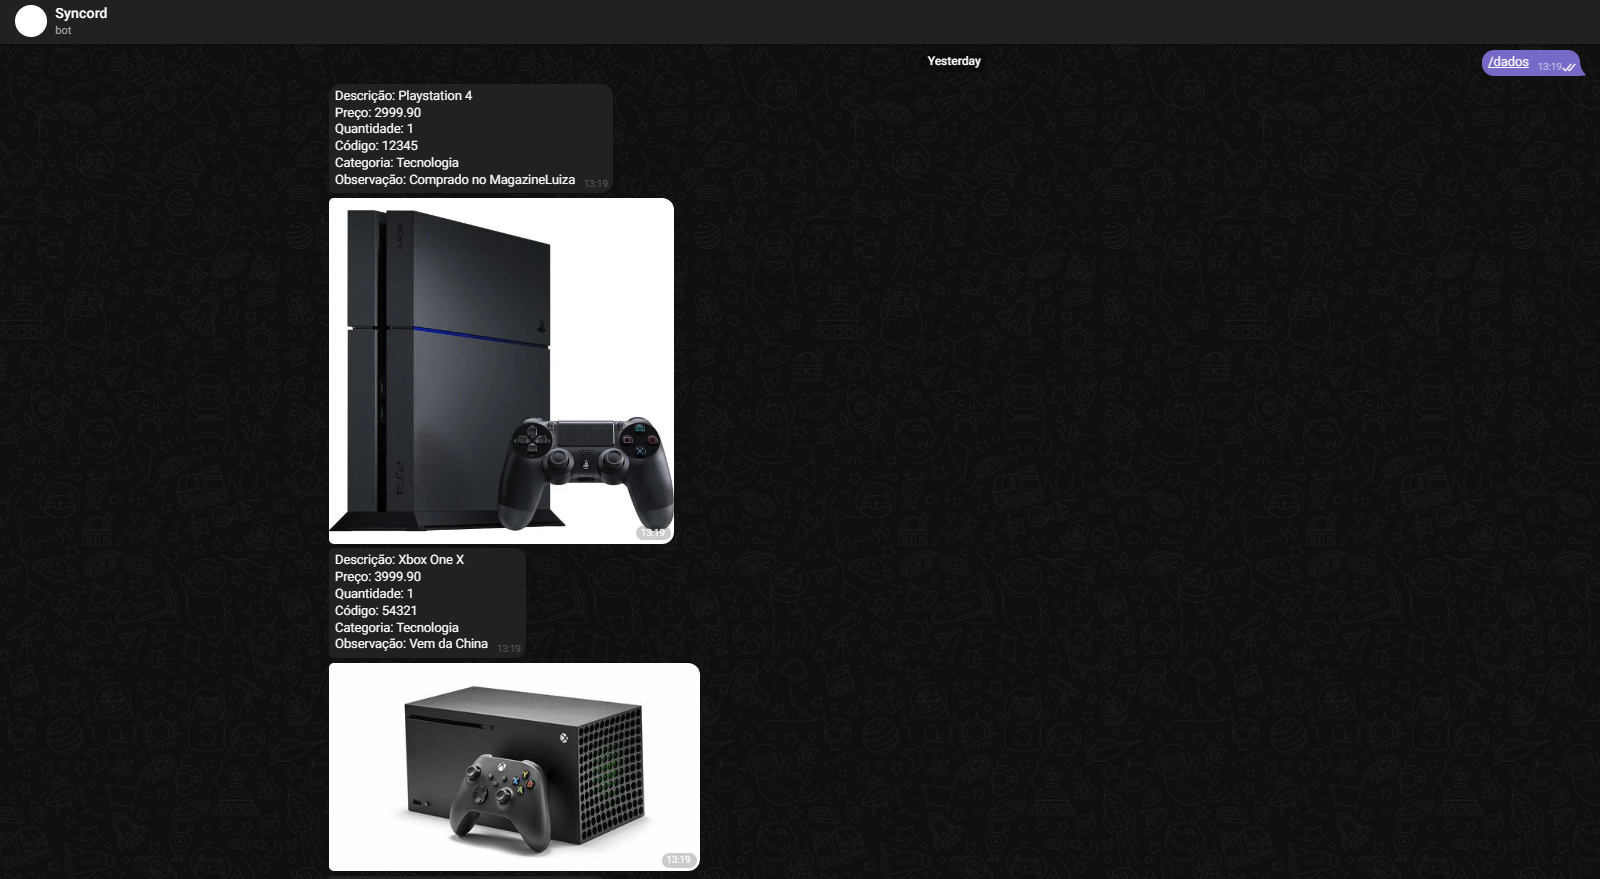 Syncord
bot
Yesterday
/dados 13:19
Descrição: Playstation 4
Preço: 2999.90
Quantidade: 1
Código: 12345
Categoria: Tecnologia
Observação: Comprado no MagazineLuiza 13:19
SONY
PS4
13:19
Descrição: Xbox One X
Preço: 3999.90
Quantidade: 1
Código: 54321
Categoria: Tecnologia
Observação: Vem da China 13:19
Y
X
B
A
13:19